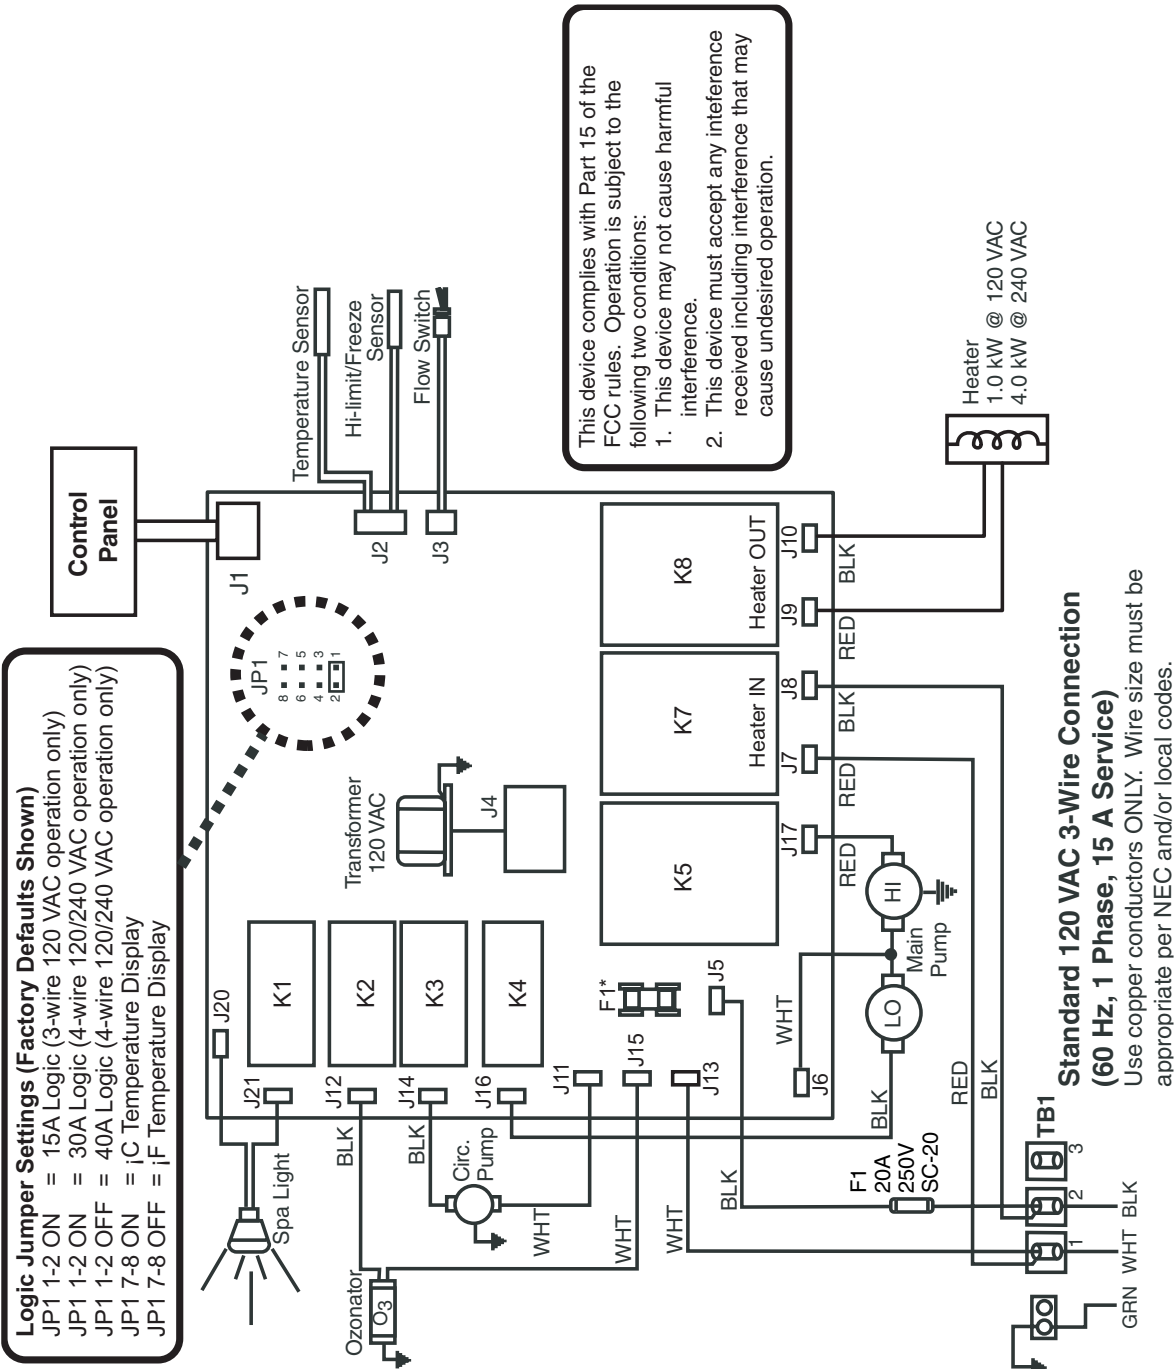 Logic Jumper Settings (Factory Defaults Shown)
JP1 1-2 ON = 15A Logic (3-wire 120 VAC operation only)
JP1 1-2 ON = 30A Logic (4-wire 120/240 VAC operation only)
JP1 1-2 OFF = 40A Logic (4-wire 120/240 VAC operation only)
JP1 7-8 ON = ¡C Temperature Display
JP1 7-8 OFF = ¡F Temperature Display
Control
Panel
J1
JP1
8 7
6 5
4 3
2 1
Temperature Sensor
Hi-limit/Freeze
Sensor
Flow Switch
J2
J3
Transformer
120 VAC
J4
J20
J21
Spa Light
K1
K2
K3
K4
J12
BLK
J14
BLK
J16
Circ.
Pump
WHT
Ozonator
O3
J11
J15
WHT
J13
WHT
F1*
J5
BLK
K5
K7
K8
Heater IN
Heater OUT
J17
RED
J7
RED
J8
BLK
J9
RED
J10
BLK
J6
WHT
LO
HI
Main
Pump
BLK
RED
BLK
F1
20A
250V
SC-20
TB1
1
2
3
GRN
WHT
BLK
Heater
1.0 kW @ 120 VAC
4.0 kW @ 240 VAC
This device complies with Part 15 of the
FCC rules. Operation is subject to the
following two conditions:
1. This device may not cause harmful
interference.
2. This device must accept any inteference
received including interference that may
cause undesired operation.
Standard 120 VAC 3-Wire Connection
(60 Hz, 1 Phase, 15 A Service)
Use copper conductors ONLY. Wire size must be
appropriate per NEC and/or local codes.